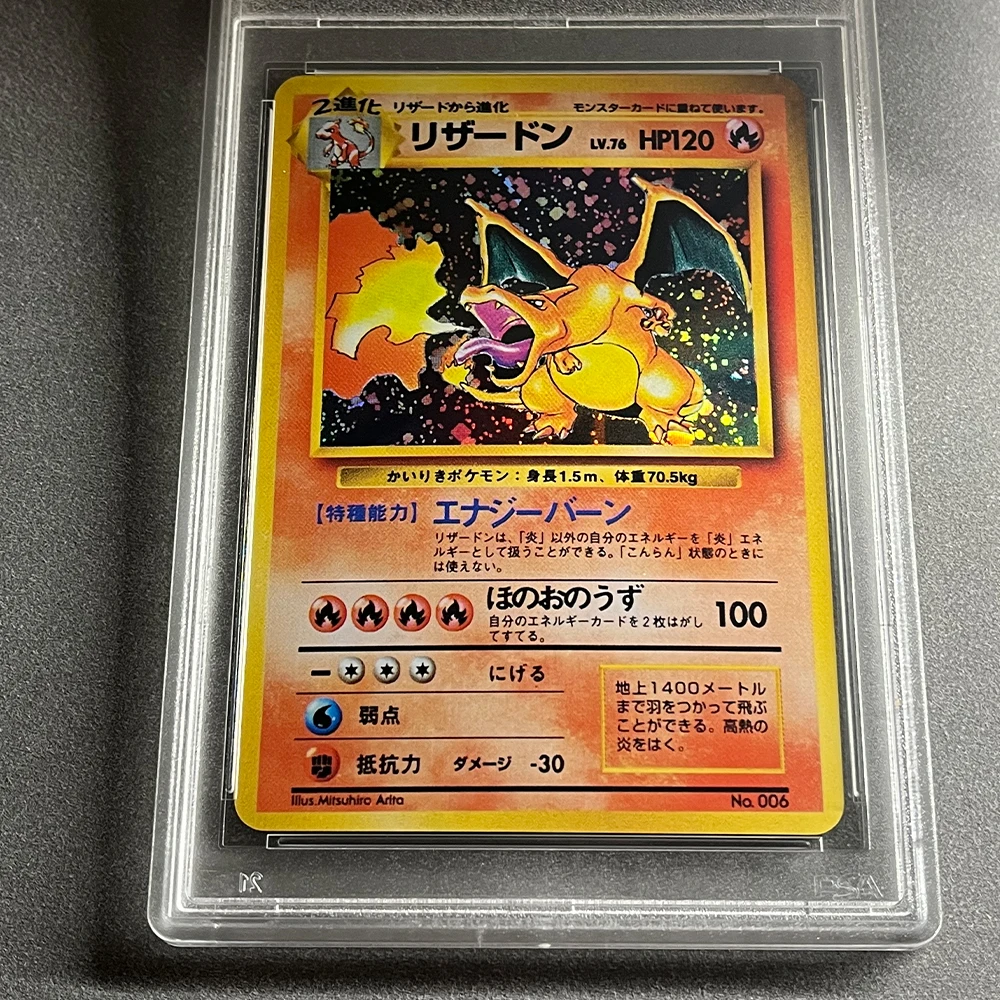 2進化 リザードから進化 モンスターカードに重ねて使います。
リザードン LV.76 HP120
かいりきポケモン：身長1.5m、体重70.5kg
【特種能力】エナジーバーン
リザードンは、「炎」以外の自分のエネルギーを「炎」エネ
ルギーとして扱うことができる。「こんらん」状態のときに
は使えない。
ほのおのうず 100
自分のエネルギーカードを2枚はがし
てすてる。
にげる
弱点
抵抗力 ダメージ -30
地上1400メートル
まで羽をつかって飛ぶ
ことができる。高熱の
炎をはく。
Illus.Mitsuhiro Arita No.006
21 PSA